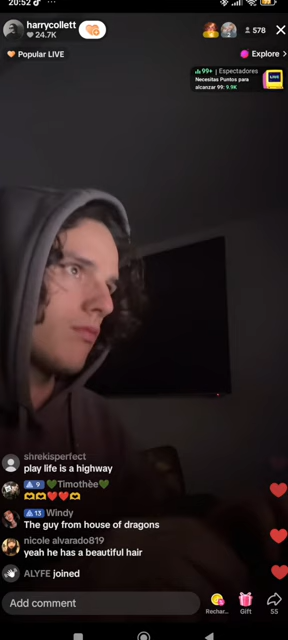 20:52
harrycollett
24.7K
578
Popular LIVE
Explore >
99+ | Espectadores
Necesitas Puntos para
alcanzar 99: 9.9K
LIVE
shrekisperfect
play life is a highway
9 💚Timothèe💚
🫶🫶❤️❤️🫶
13 Windy
The guy from house of dragons
nicole alvarado819
yeah he has a beautiful hair
ALYFE joined
Add comment
Rechar...
Gift
55